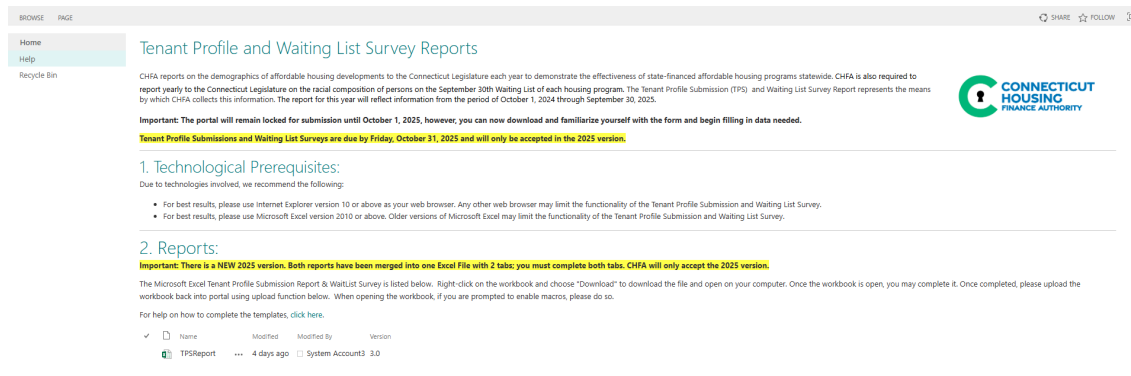 BROWSE PAGE SHARE FOLLOW
Home
Help
Recycle Bin
Tenant Profile and Waiting List Survey Reports
CHFA reports on the demographics of affordable housing developments to the Connecticut Legislature each year to demonstrate the effectiveness of state-financed affordable housing programs statewide. CHFA is also required to
report yearly to the Connecticut Legislature on the racial composition of persons on the September 30th Waiting List of each housing program. The Tenant Profile Submission (TPS) and Waiting List Survey Report represents the means
by which CHFA collects this information. The report for this year will reflect information from the period of October 1, 2024 through September 30, 2025.
CONNECTICUT
HOUSING
FINANCE AUTHORITY
Important: The portal will remain locked for submission until October 1, 2025, however, you can now download and familiarize yourself with the form and begin filling in data needed.
Tenant Profile Submissions and Waiting List Surveys are due by Friday, October 31, 2025 and will only be accepted in the 2025 version.
1. Technological Prerequisites:
Due to technologies involved, we recommend the following:
• For best results, please use Internet Explorer version 10 or above as your web browser. Any other web browser may limit the functionality of the Tenant Profile Submission and Waiting List Survey.
• For best results, please use Microsoft Excel version 2010 or above. Older versions of Microsoft Excel may limit the functionality of the Tenant Profile Submission and Waiting List Survey.
2. Reports:
Important: There is a NEW 2025 version. Both reports have been merged into one Excel File with 2 tabs; you must complete both tabs. CHFA will only accept the 2025 version.
The Microsoft Excel Tenant Profile Submission Report & WaitList Survey is listed below. Right-click on the workbook and choose "Download" to download the file and open on your computer. Once the workbook is open, you may complete it. Once completed, please upload the
workbook back into portal using upload function below. When opening the workbook, if you are prompted to enable macros, please do so.
For help on how to complete the templates, click here.
Name Modified Modified By Version
TPSReport ... 4 days ago System Account3 3.0